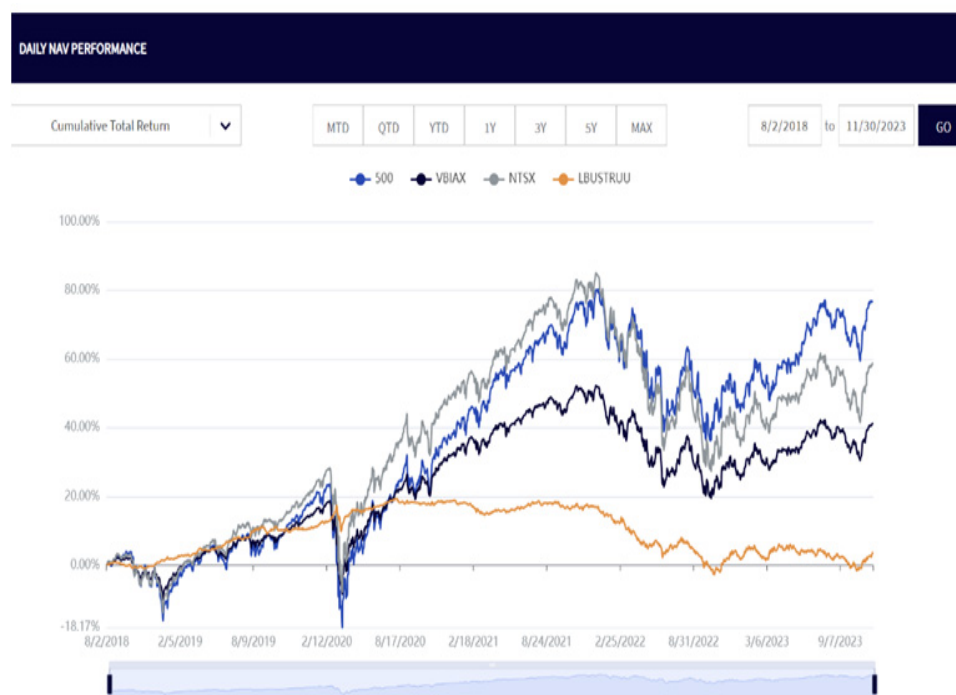 DAILY NAV PERFORMANCE
Cumulative Total Return MTD QTD YTD 1Y 3Y 5Y MAX 8/2/2018 to 11/30/2023 GO
500 VBIAX NTSX LBUSTRUU
100.00%
80.00%
60.00%
40.00%
20.00%
0.00%
-18.17%
8/2/2018 2/5/2019 8/9/2019 2/12/2020 8/17/2020 2/18/2021 8/24/2021 2/25/2022 8/31/2022 3/6/2023 9/7/2023